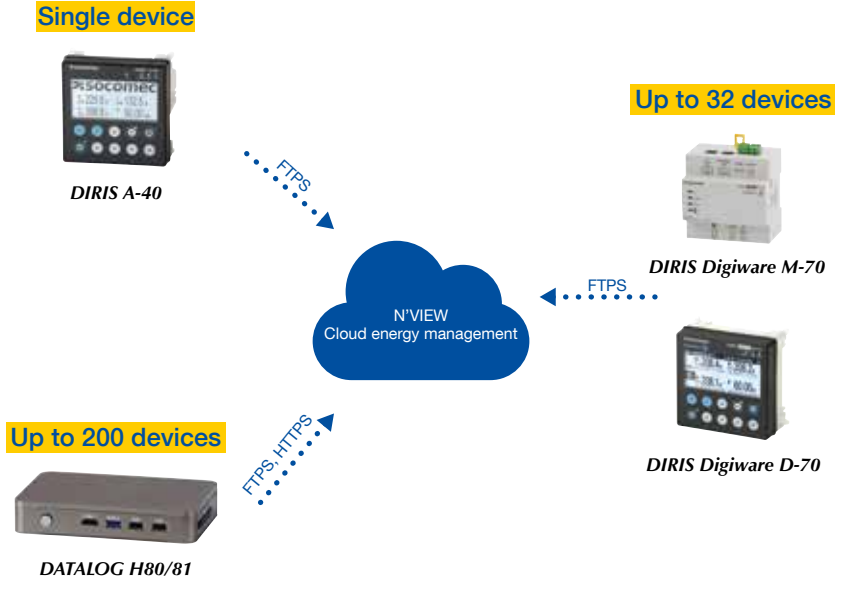 Single device
socomec
DIRIS A-40
FTPS
Up to 32 devices
DIRIS Digiware M-70
FTPS
N'VIEW
Cloud energy management
DIRIS Digiware D-70
Up to 200 devices
FTPS, HTTPS
DATALOG H80/81